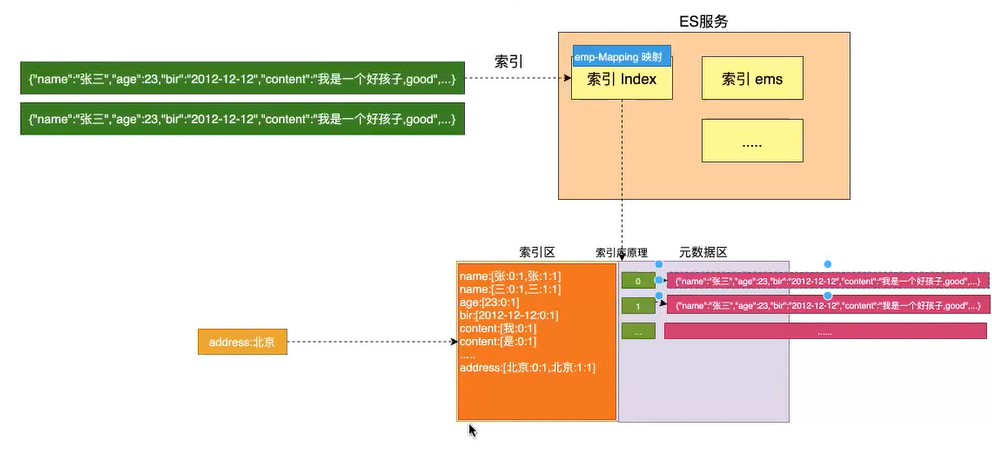 ES服务
emp-Mapping 映射
索引
索引 Index
索引 ems
{"name":"张三","age":23,"bir":"2012-12-12","content":"我是一个好孩子,good",...}
{"name":"张三","age":23,"bir":"2012-12-12","content":"我是一个好孩子,good",...}
.....
索引区
索引库原理
元数据区
name:[张:0:1,张:1:1]
name:[三:0:1,三:1:1]
age:[23:0:1]
bir:[2012-12-12:0:1]
content:[我:0:1]
content:[是:0:1]
.....
address:[北京:0:1,北京:1:1]
0
{"name":"张三","age":23,"bir":"2012-12-12","content":"我是一个好孩子,good",...}
1
{"name":"张三","age":23,"bir":"2012-12-12","content":"我是一个好孩子,good",...}
...
......
address:北京